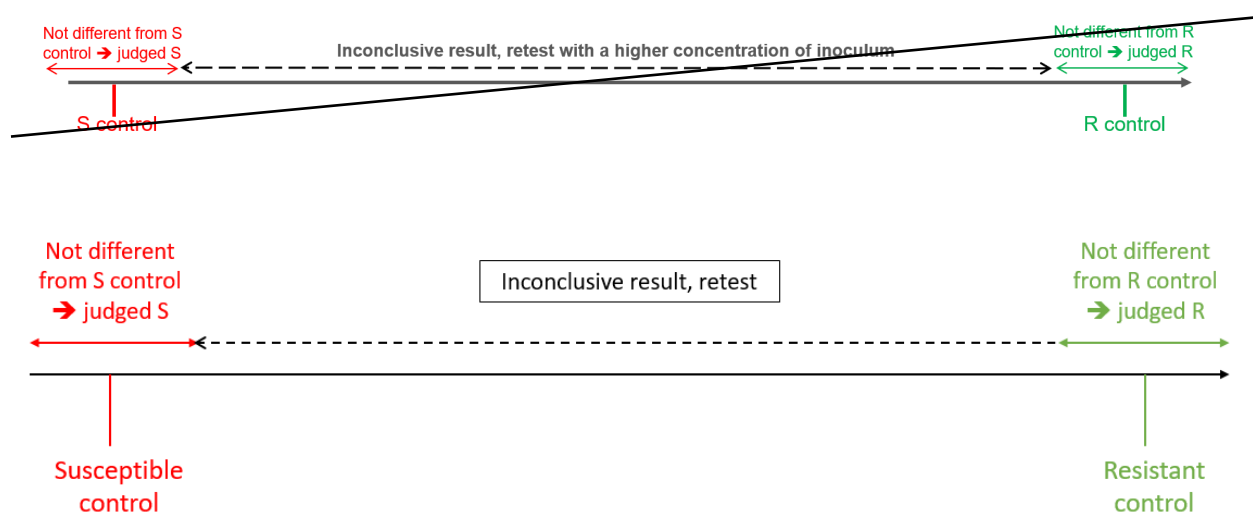 Not different from S
control ➔ judged S
Inconclusive result, retest with a higher concentration of inoculum
Not different from R
control ➔ judged R
S control
R control
Not different
from S control
➔ judged S
Inconclusive result, retest
Not different
from R control
➔ judged R
Susceptible
control
Resistant
control